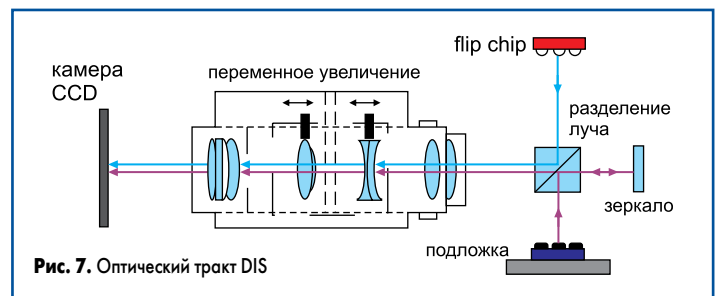 flip chip
камера
CCD
переменное увеличение
разделение
луча
зеркало
подложка
Рис. 7. Оптический тракт DIS